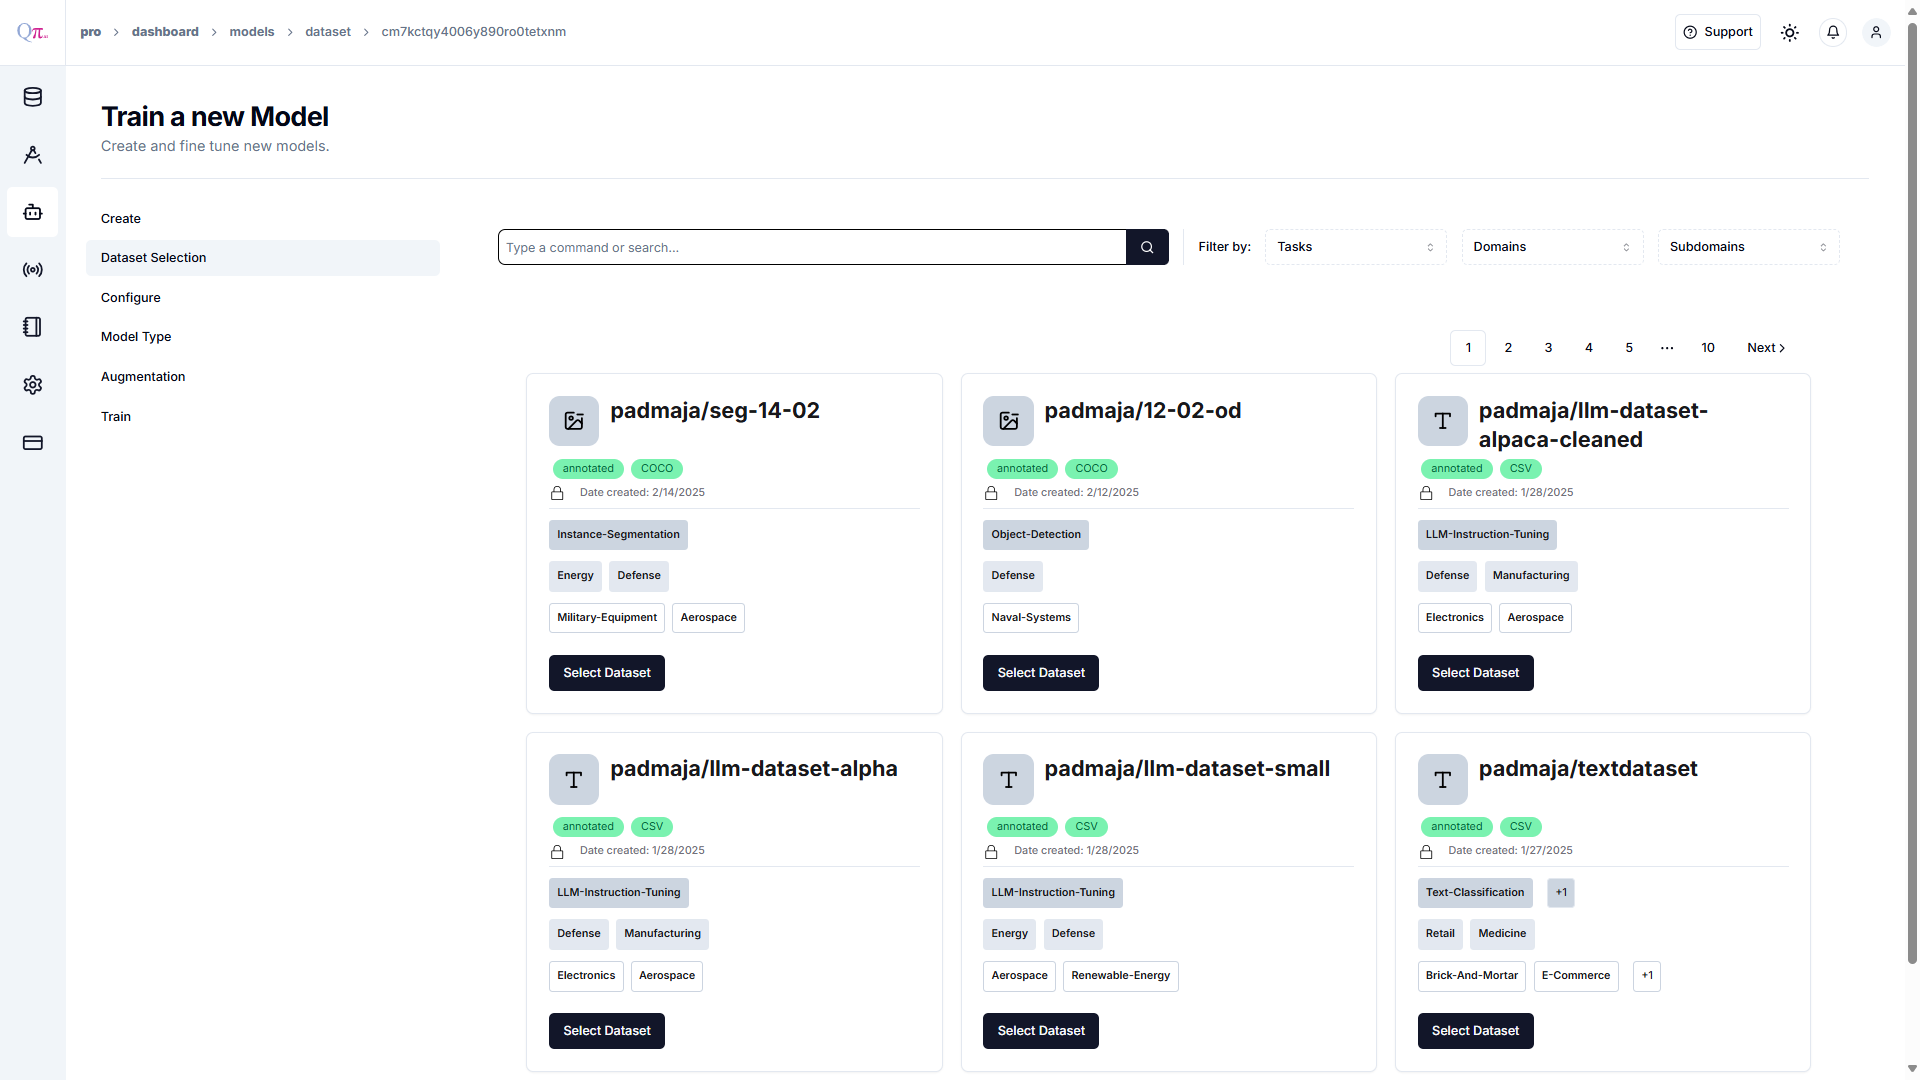 Qπ.ai
pro > dashboard > models > dataset > cm7kctqy4006y890ro0tetxnm
Support
Train a new Model
Create and fine tune new models.
Create
Dataset Selection
Configure
Model Type
Augmentation
Train
Type a command or search...
Filter by:
Tasks
Domains
Subdomains
1 2 3 4 5 ... 10 Next >
padmaja/seg-14-02
annotated COCO
Date created: 2/14/2025
Instance-Segmentation
Energy Defense
Military-Equipment Aerospace
Select Dataset
padmaja/12-02-od
annotated COCO
Date created: 2/12/2025
Object-Detection
Defense
Naval-Systems
Select Dataset
padmaja/llm-dataset-
alpaca-cleaned
annotated CSV
Date created: 1/28/2025
LLM-Instruction-Tuning
Defense Manufacturing
Electronics Aerospace
Select Dataset
padmaja/llm-dataset-alpha
annotated CSV
Date created: 1/28/2025
LLM-Instruction-Tuning
Defense Manufacturing
Electronics Aerospace
Select Dataset
padmaja/llm-dataset-small
annotated CSV
Date created: 1/28/2025
LLM-Instruction-Tuning
Energy Defense
Aerospace Renewable-Energy
Select Dataset
padmaja/textdataset
annotated CSV
Date created: 1/27/2025
Text-Classification +1
Retail Medicine
Brick-And-Mortar E-Commerce +1
Select Dataset